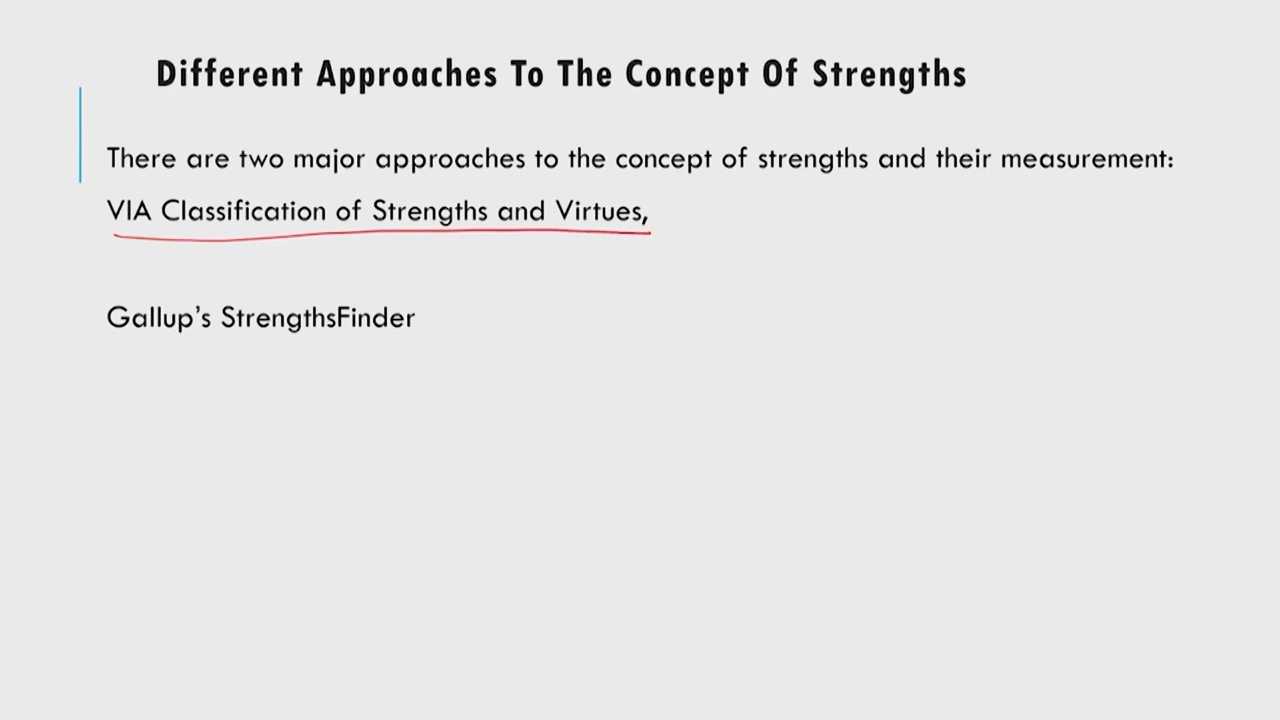 Different Approaches To The Concept Of Strengths
There are two major approaches to the concept of strengths and their measurement:
VIA Classification of Strengths and Virtues,
Gallup’s StrengthsFinder